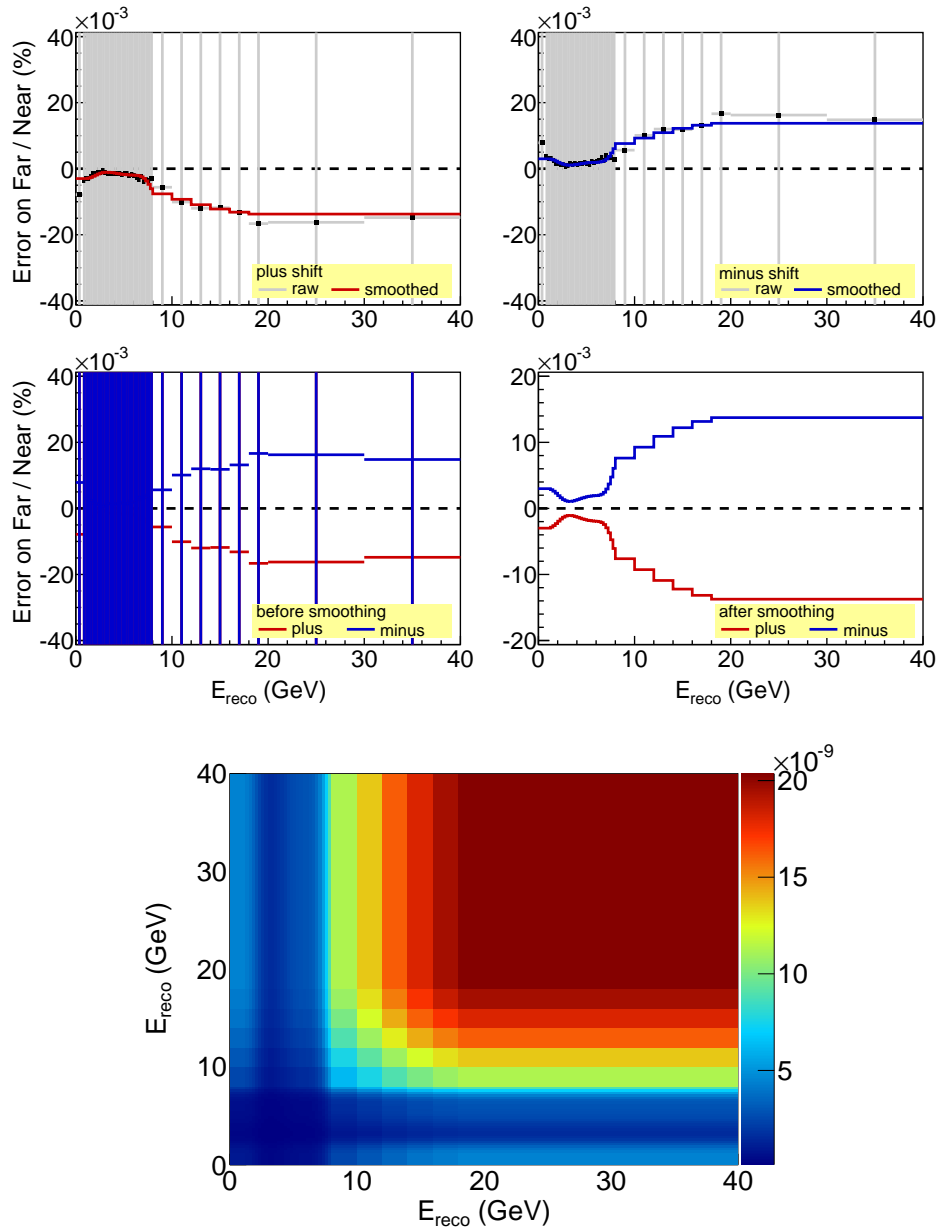 ×10⁻³
×10⁻³
Error on Far / Near (%)
40
20
0
-20
-40
plus shift
raw smoothed
0 10 20 30 40
40
20
0
-20
-40
minus shift
raw smoothed
0 10 20 30 40
×10⁻³
×10⁻³
Error on Far / Near (%)
40
20
0
-20
-40
before smoothing
plus minus
0 10 20 30 40
E_reco (GeV)
20
10
0
-10
-20
after smoothing
plus minus
0 10 20 30 40
E_reco (GeV)
×10⁻⁹
E_reco (GeV)
40
30
20
10
0
0 10 20 30 40
E_reco (GeV)
20
15
10
5